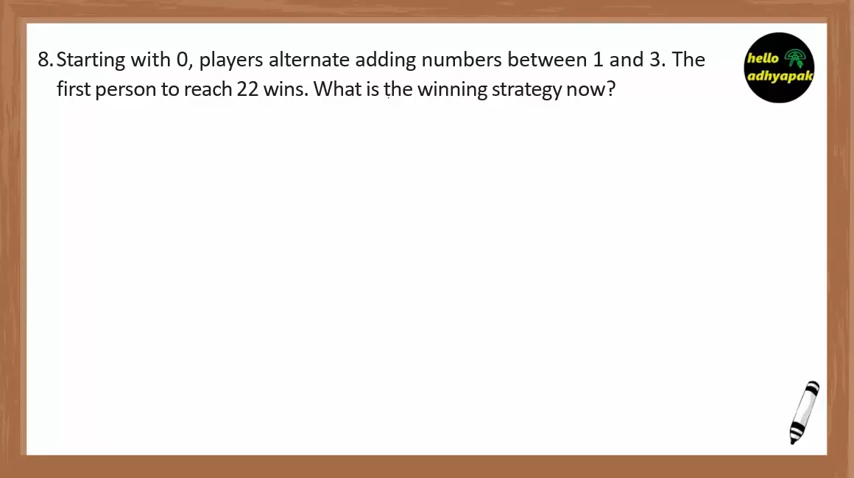 8. Starting with 0, players alternate adding numbers between 1 and 3. The
first person to reach 22 wins. What is the winning strategy now?
hello
adhyapak